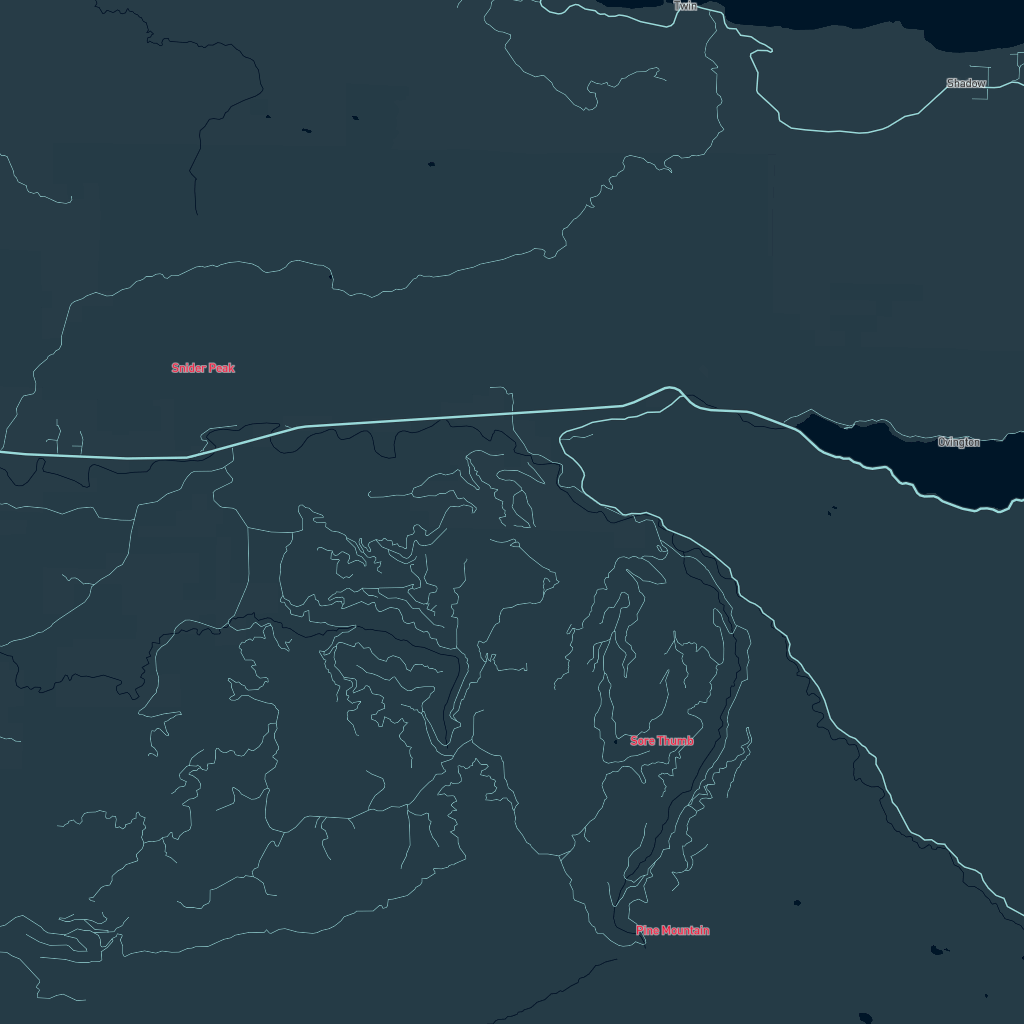 Twin
Shadow
Snider Peak
Ovington
Sore Thumb
Pine Mountain